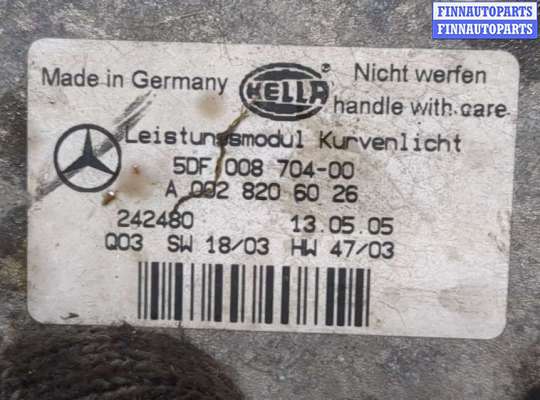 FINNAUTOPARTS
FINNAUTOPARTS
Made in Germany HELLA ® Nicht werfen
handle with care
Leistungsmodul Kurvenlicht
5DF 008 704-00
A 002 820 60 26
242480 13.05.05
Q03 SW 18/03 HW 47/03